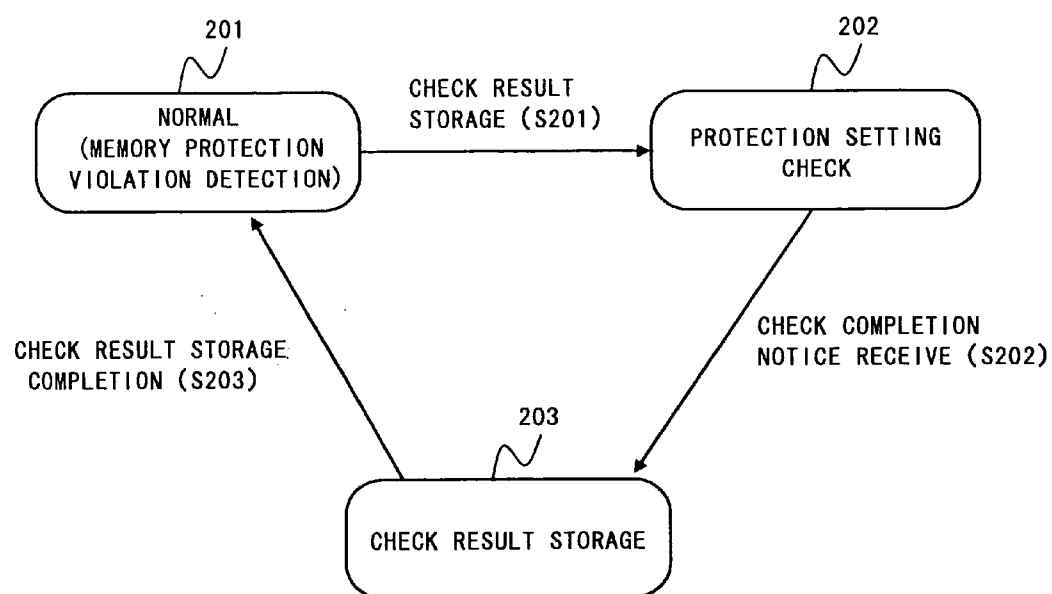 201
NORMAL
(MEMORY PROTECTION
VIOLATION DETECTION)
CHECK RESULT
STORAGE (S201)
202
PROTECTION SETTING
CHECK
CHECK COMPLETION
NOTICE RECEIVE (S202)
CHECK RESULT STORAGE
COMPLETION (S203)
203
CHECK RESULT STORAGE